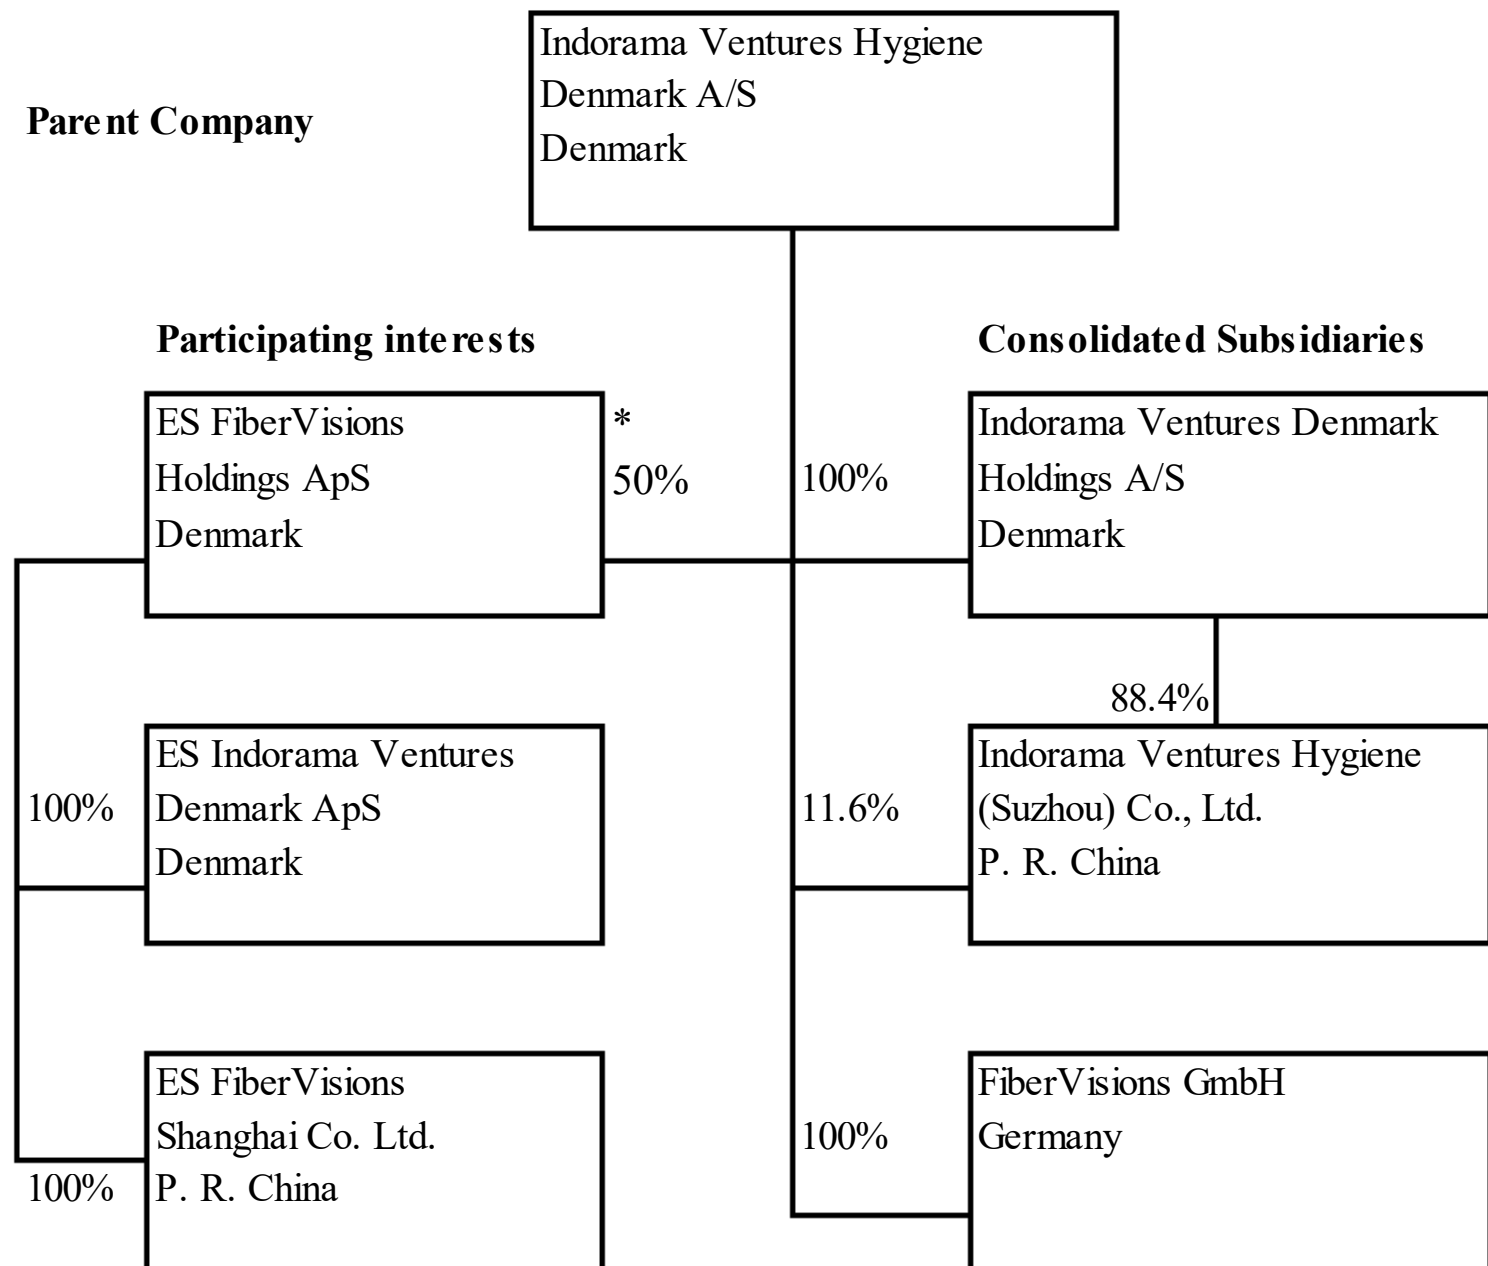 Indorama Ventures Hygiene
Denmark A/S
Denmark
Parent Company
Participating interests
Consolidated Subsidiaries
ES FiberVisions
Holdings ApS
Denmark
*
50%
100%
Indorama Ventures Denmark
Holdings A/S
Denmark
88.4%
100%
ES Indorama Ventures
Denmark ApS
Denmark
11.6%
Indorama Ventures Hygiene
(Suzhou) Co., Ltd.
P. R. China
100%
ES FiberVisions
Shanghai Co. Ltd.
P. R. China
100%
FiberVisions GmbH
Germany